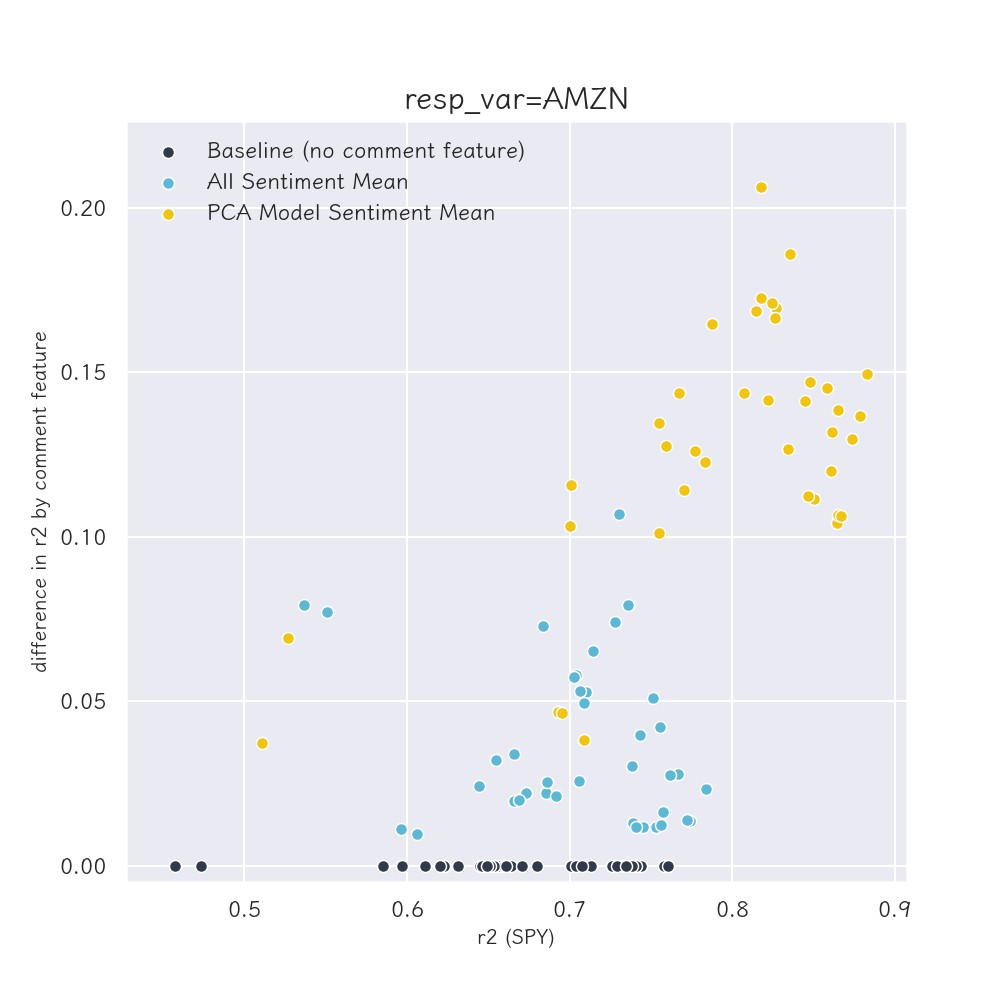 resp_var=AMZN
Baseline (no comment feature)
All Sentiment Mean
PCA Model Sentiment Mean
difference in r2 by comment feature
0.20
0.15
0.10
0.05
0.00
0.5 0.6 0.7 0.8 0.9
r2 (SPY)